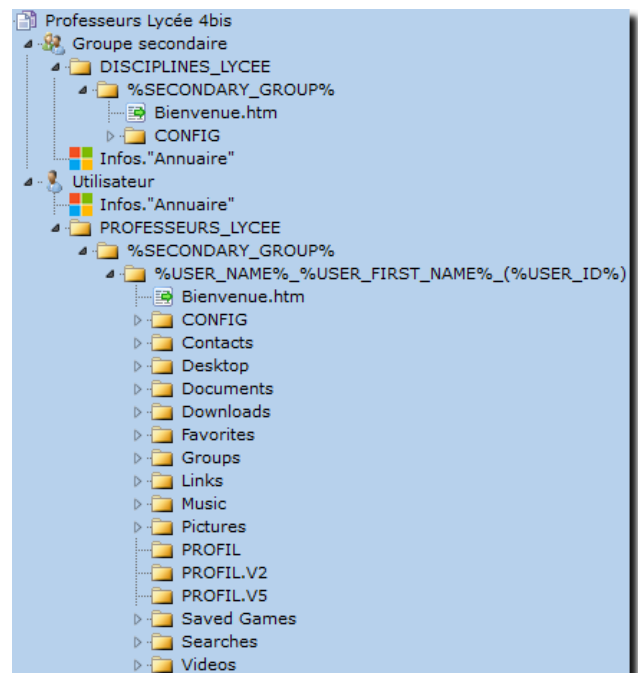 Professeurs Lycée 4bis
Groupe secondaire
DISCIPLINES_LYCEE
%SECONDARY_GROUP%
Bienvenue.htm
CONFIG
Infos."Annuaire"
Utilisateur
Infos."Annuaire"
PROFESSEURS_LYCEE
%SECONDARY_GROUP%
%USER_NAME%_%USER_FIRST_NAME%_(%USER_ID%)
Bienvenue.htm
CONFIG
Contacts
Desktop
Documents
Downloads
Favorites
Groups
Links
Music
Pictures
PROFIL
PROFIL.V2
PROFIL.V5
Saved Games
Searches
Videos